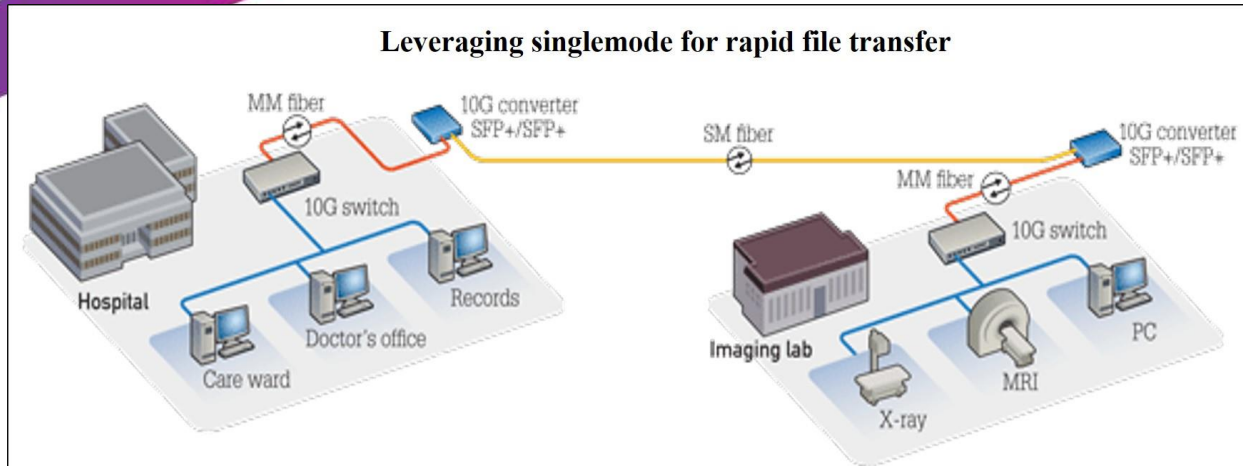 Leveraging singlemode for rapid file transfer
MM fiber
10G converter
SFP+/SFP+
SM fiber
10G converter
SFP+/SFP+
MM fiber
10G switch
10G switch
Hospital
Records
Doctor's office
Care ward
Imaging lab
PC
MRI
X-ray